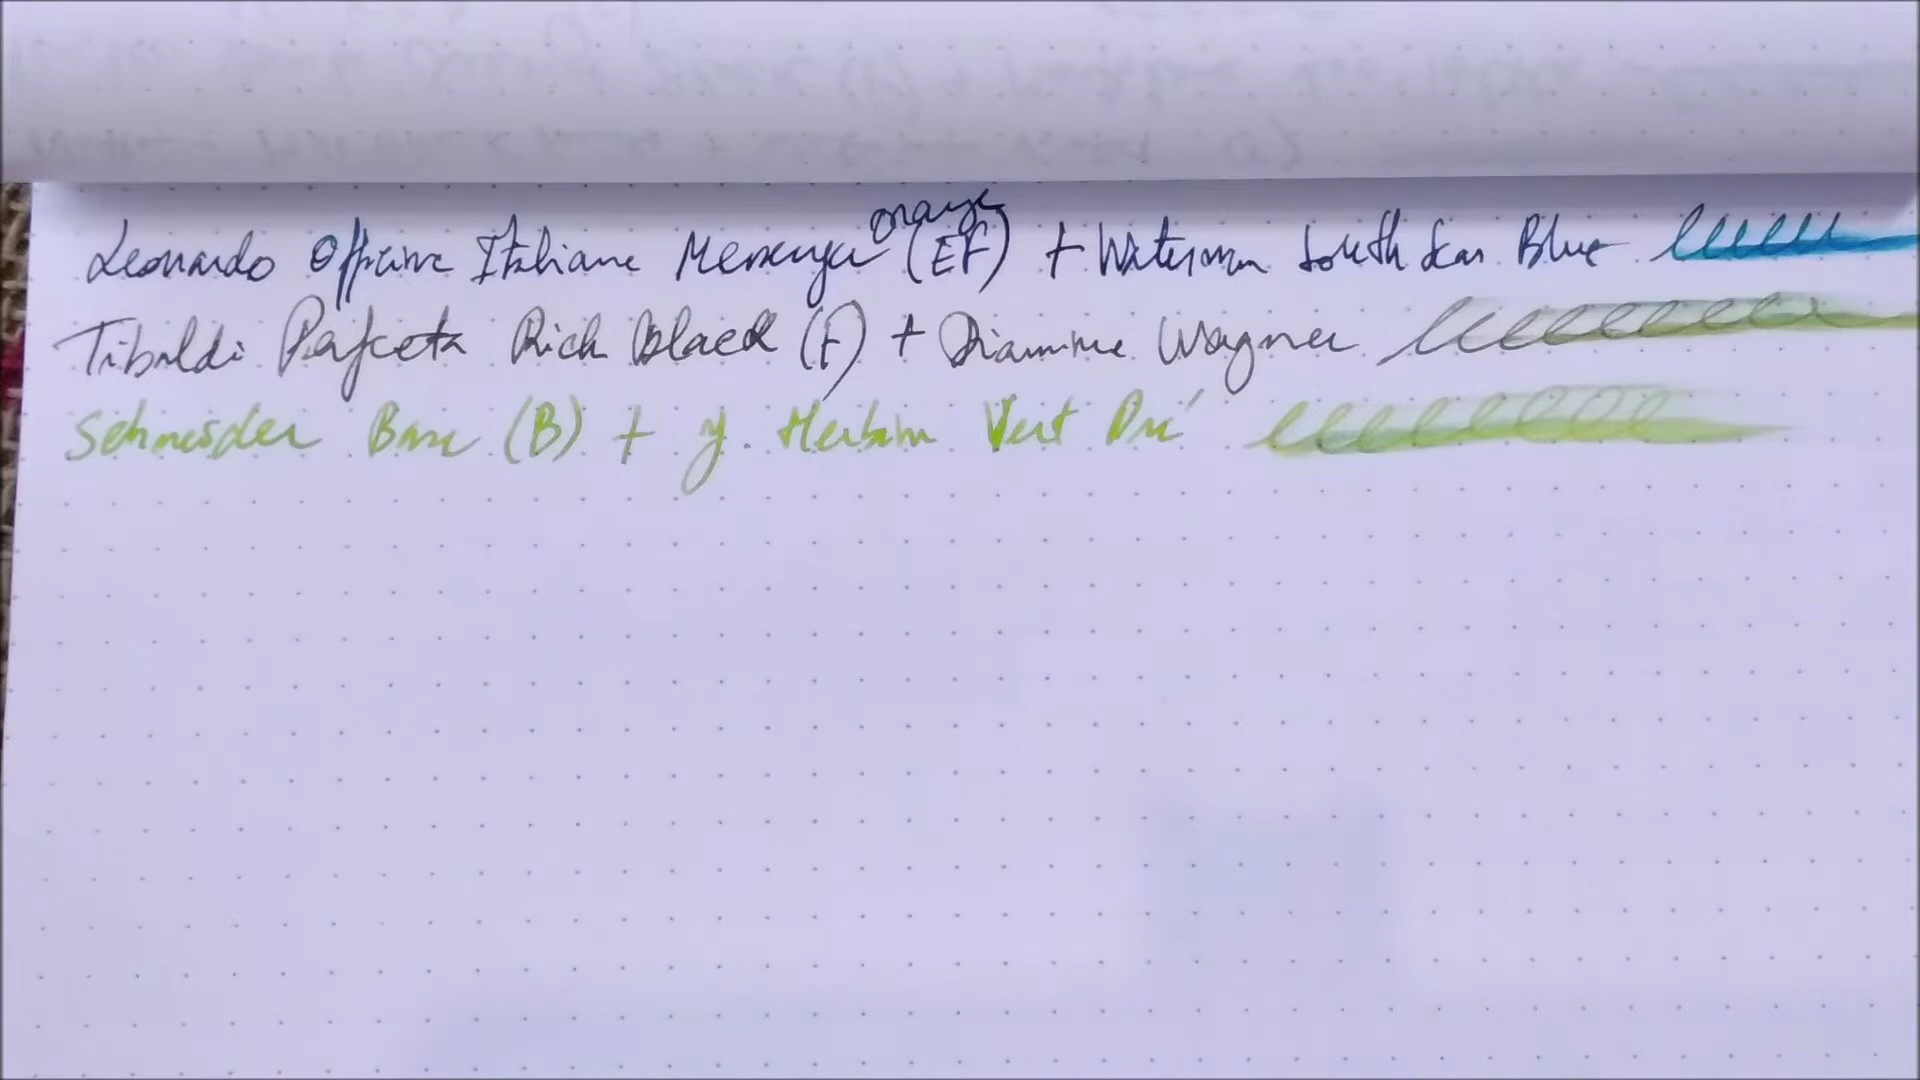 Leonardo Officina Italiana Messenger orange (EF) + Waterman South Seas Blue
Tibaldi Perfecta Rich Black (F) + Diamine Wagner
Schneider Base (B) + J. Herbin Vert Pré